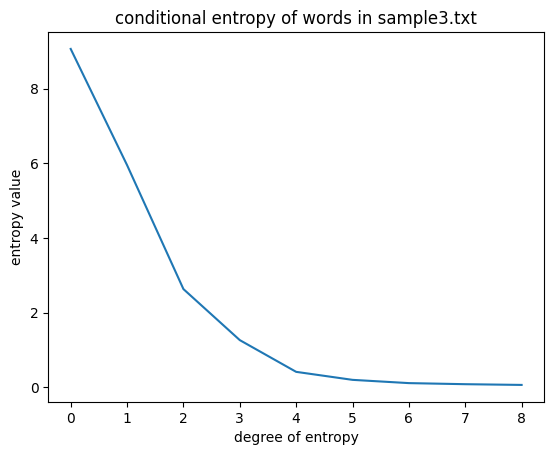 conditional entropy of words in sample3.txt
entropy value
8
6
4
2
0
0 1 2 3 4 5 6 7 8
degree of entropy